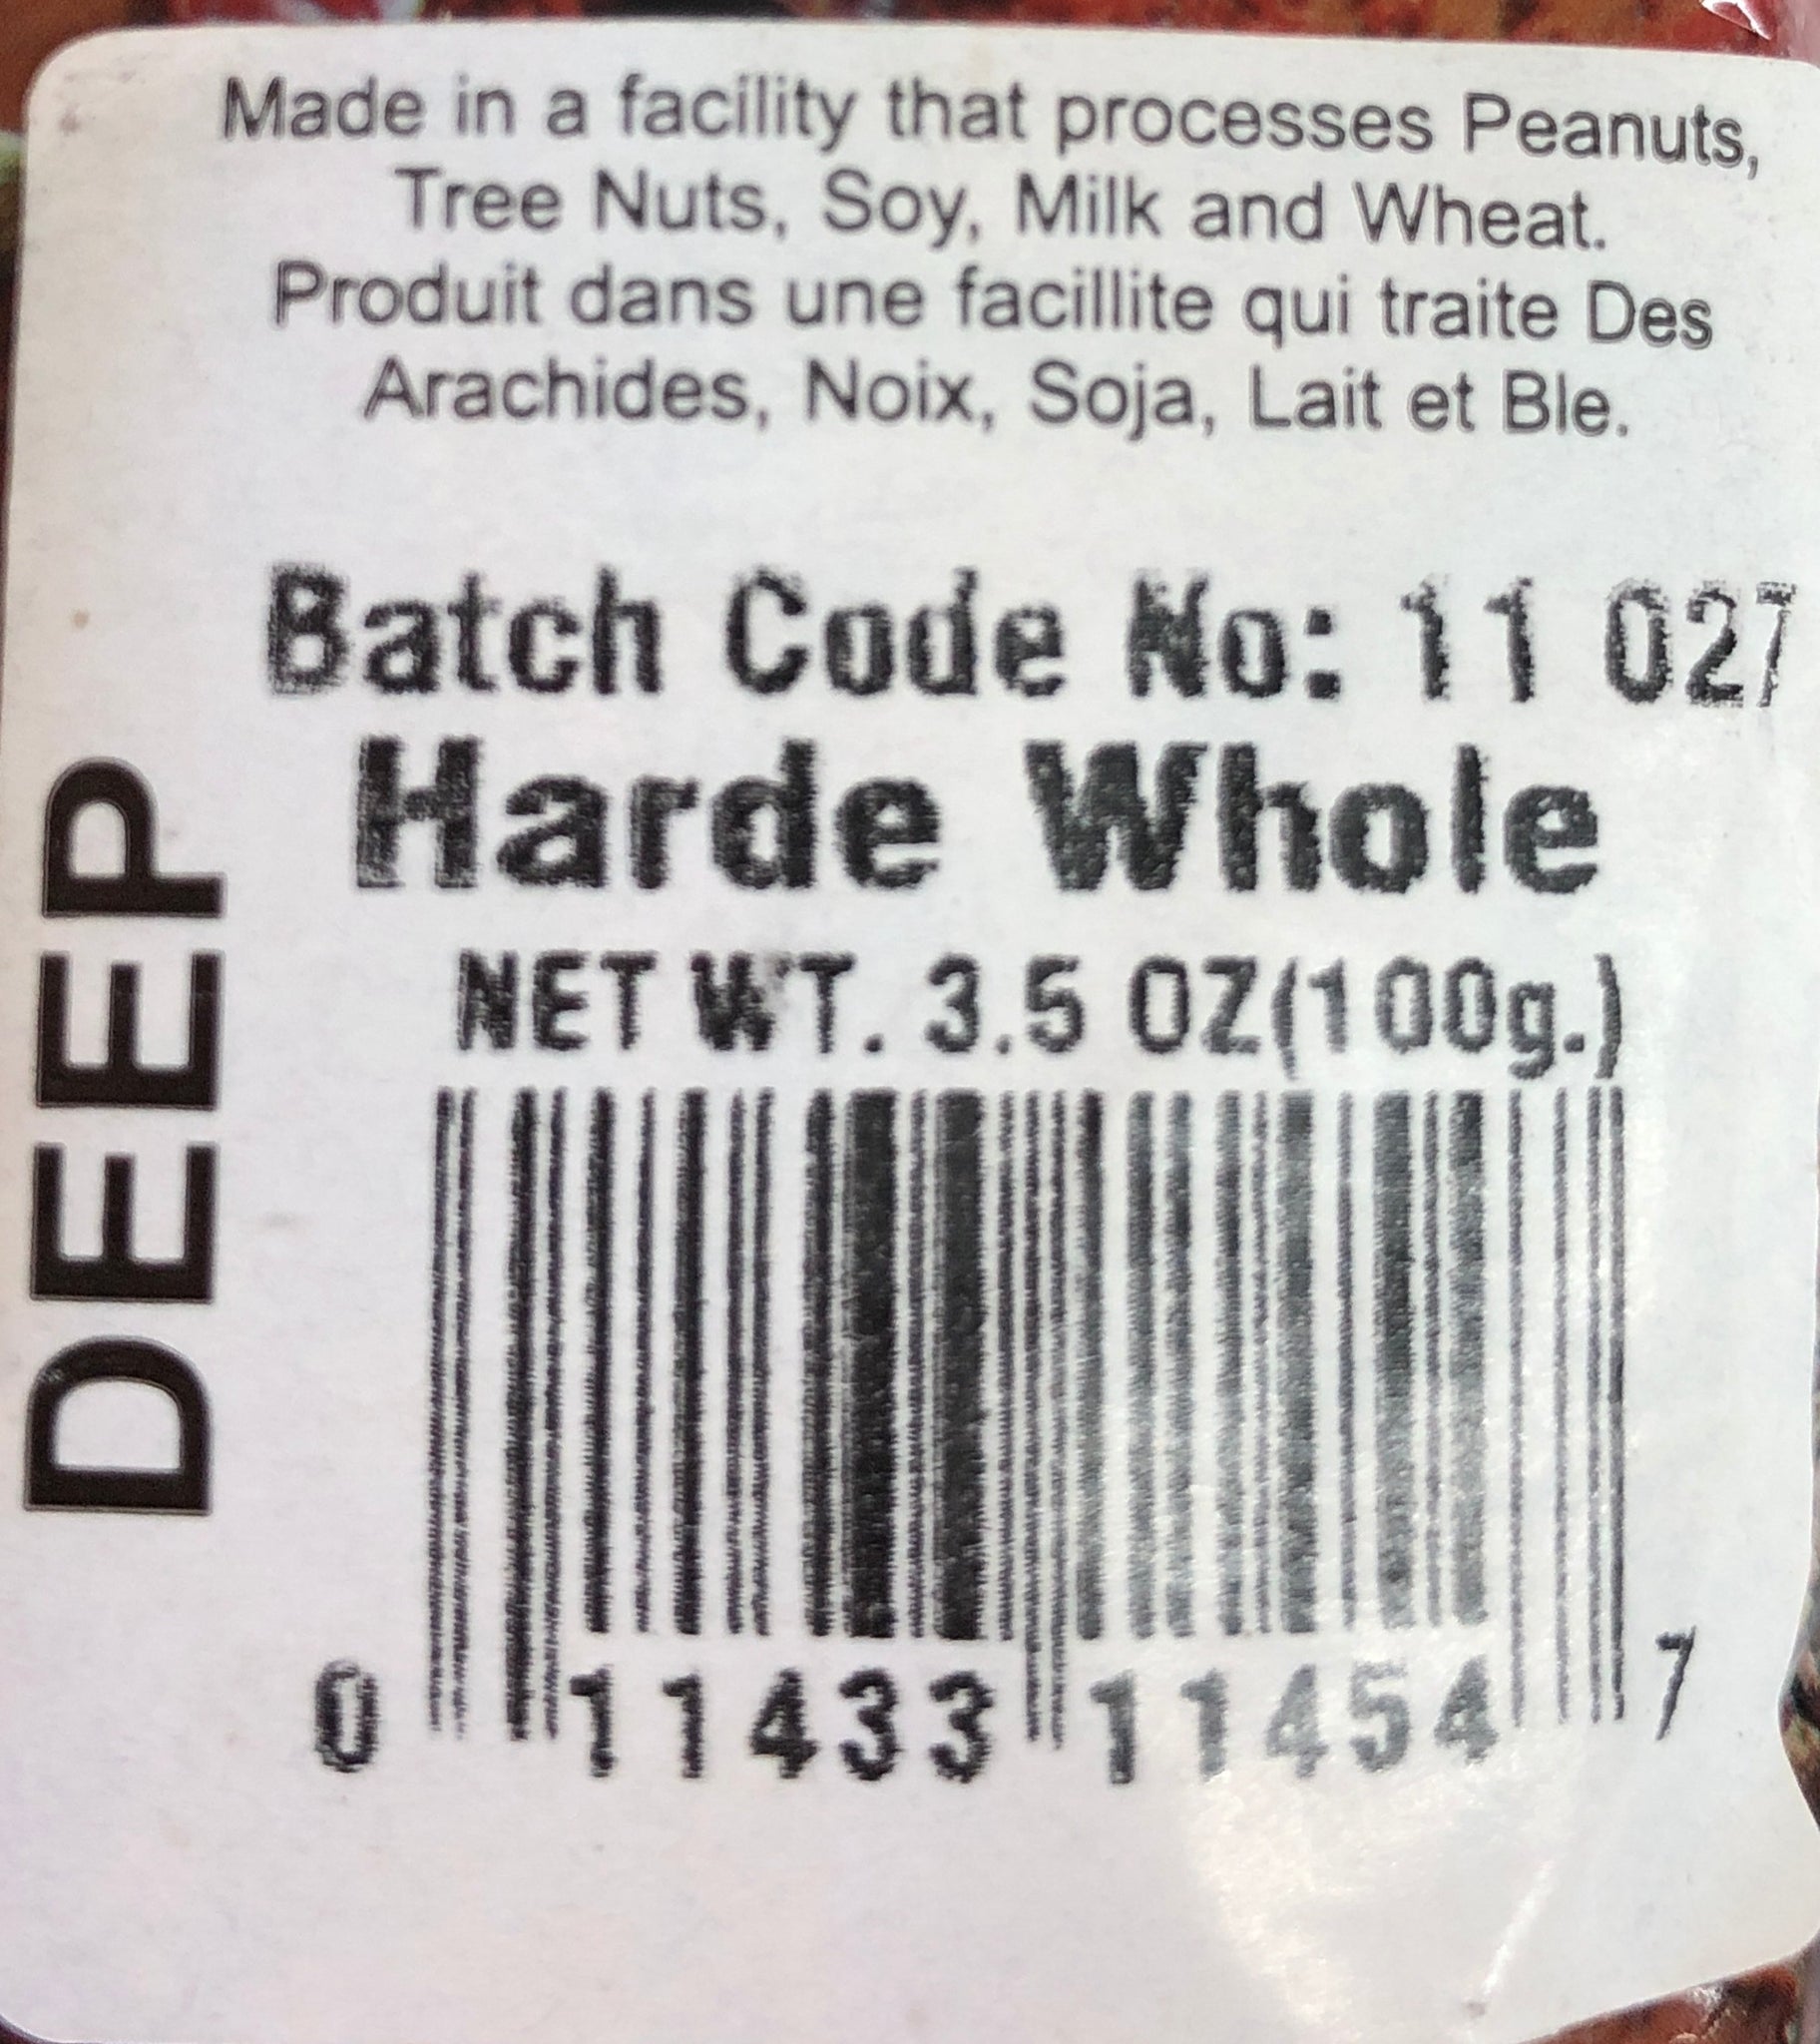 Made in a facility that processes Peanuts,
Tree Nuts, Soy, Milk and Wheat.
Produit dans une facillite qui traite Des
Arachides, Noix, Soja, Lait et Ble.
Batch Code No: 11 027
Harde Whole
NET WT. 3.5 OZ(100g.)
DEEP
0 11433 11454 7